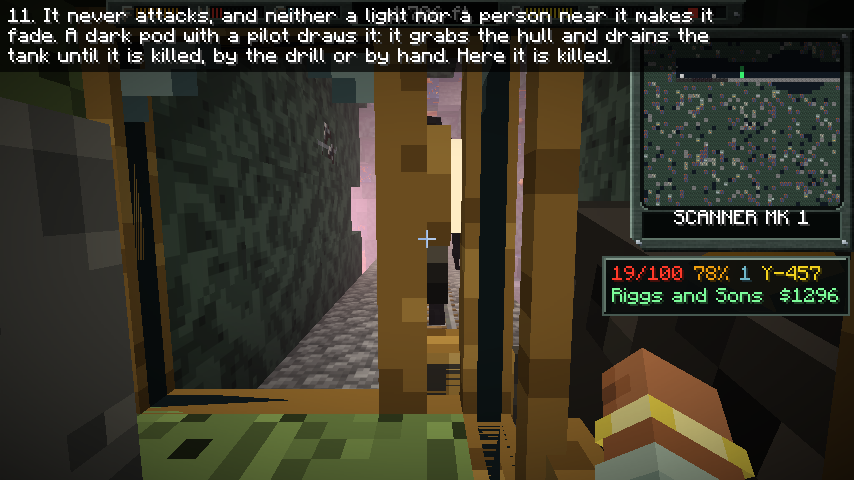 11. It never attacks, and neither a light nor a person near it makes it
fade. A dark pod with a pilot draws it: it grabs the hull and drains the
tank until it is killed, by the drill or by hand. Here it is killed.
SCANNER MK 1
19/100 78% 1 Y-457
Riggs and Sons $1296